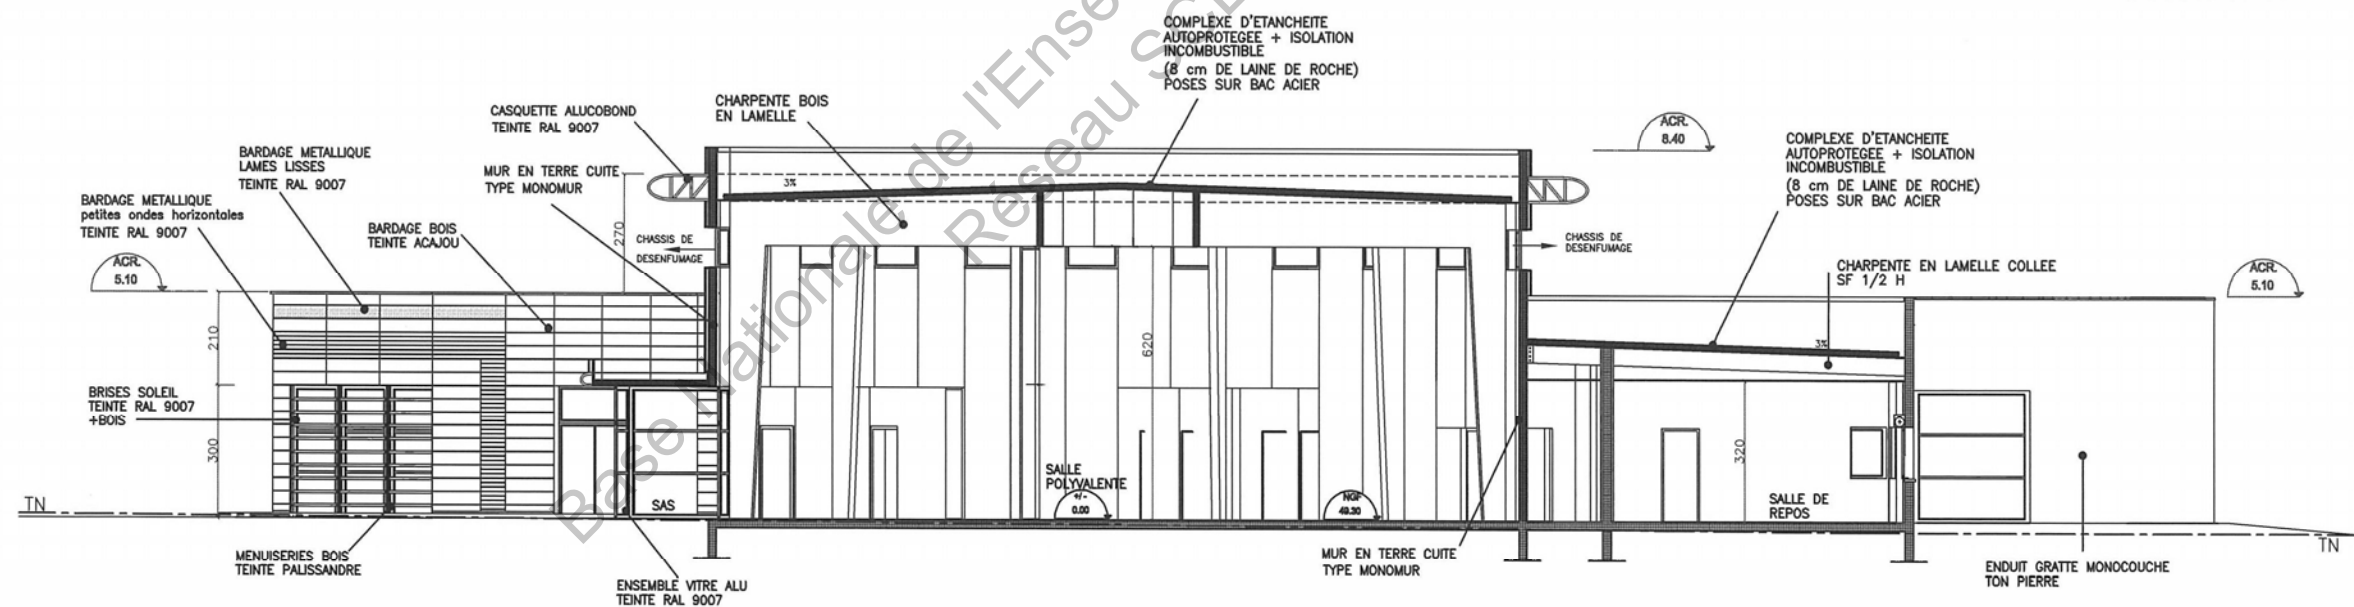 COMPLEXE D'ETANCHEITE
AUTOPROTEGEE + ISOLATION
INCOMBUSTIBLE
(8 cm DE LAINE DE ROCHE)
POSES SUR BAC ACIER
CHARPENTE BOIS
EN LAMELLE
CASQUETTE ALUCOBOND
TEINTE RAL 9007
ACR.
8.40
COMPLEXE D'ETANCHEITE
AUTOPROTEGEE + ISOLATION
INCOMBUSTIBLE
(8 cm DE LAINE DE ROCHE)
POSES SUR BAC ACIER
BARDAGE METALLIQUE
LAMES LISSES
TEINTE RAL 9007
MUR EN TERRE CUITE
TYPE MONOMUR
3%
BARDAGE METALLIQUE
petites ondes horizontales
TEINTE RAL 9007
BARDAGE BOIS
TEINTE ACAJOU
270
CHASSIS DE
DESENFUMAGE
CHASSIS DE
DESENFUMAGE
ACR.
5.10
CHARPENTE EN LAMELLE COLLEE
SF 1/2 H
ACR.
5.10
210
620
3%
BRISES SOLEIL
TEINTE RAL 9007
+BOIS
300
320
SALLE
POLYVALENTE
+/-
0.00
NGF
49.30
SALLE DE
REPOS
SAS
TN
TN
MENUISERIES BOIS
TEINTE PALISSANDRE
ENSEMBLE VITRE ALU
TEINTE RAL 9007
MUR EN TERRE CUITE
TYPE MONOMUR
ENDUIT GRATTE MONOCOUCHE
TON PIERRE
Base Nationale de l'Ense
Réseau